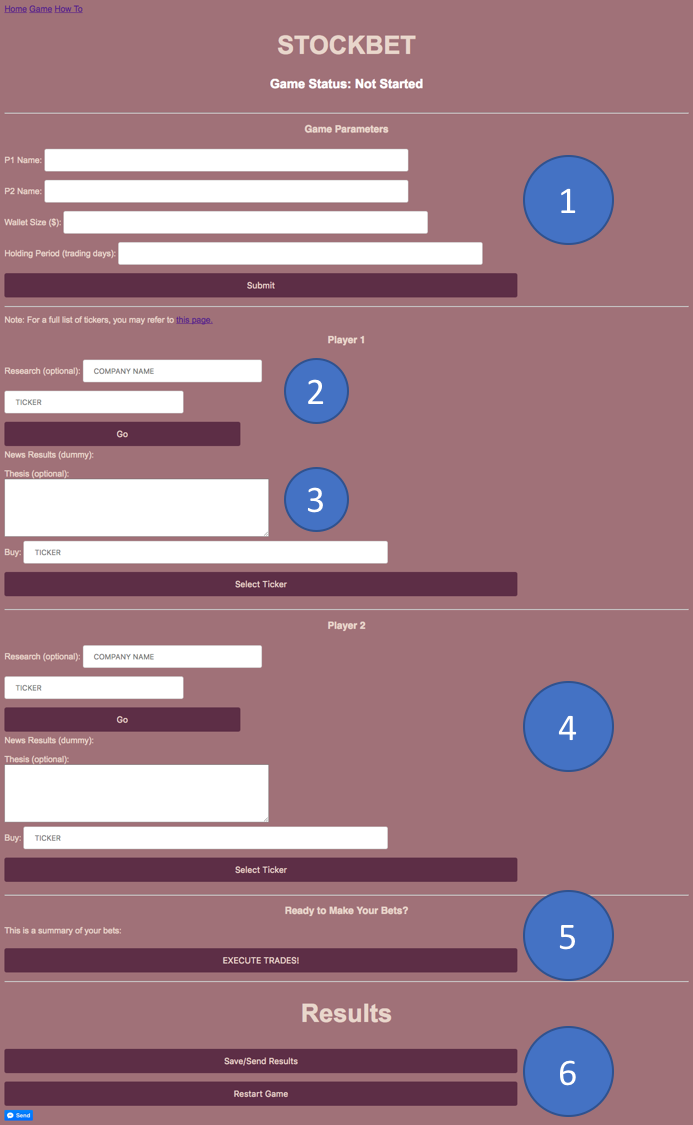 Home Game How To
STOCKBET
Game Status: Not Started
Game Parameters
P1 Name:
1
P2 Name:
Wallet Size ($):
Holding Period (trading days):
Submit
Note: For a full list of tickers, you may refer to this page.
Player 1
Research (optional): COMPANY NAME
2
TICKER
Go
News Results (dummy):
Thesis (optional):
3
Buy: TICKER
Select Ticker
Player 2
Research (optional): COMPANY NAME
TICKER
Go
4
News Results (dummy):
Thesis (optional):
Buy: TICKER
Select Ticker
Ready to Make Your Bets?
This is a summary of your bets:
5
EXECUTE TRADES!
Results
Save/Send Results
6
Restart Game
Send